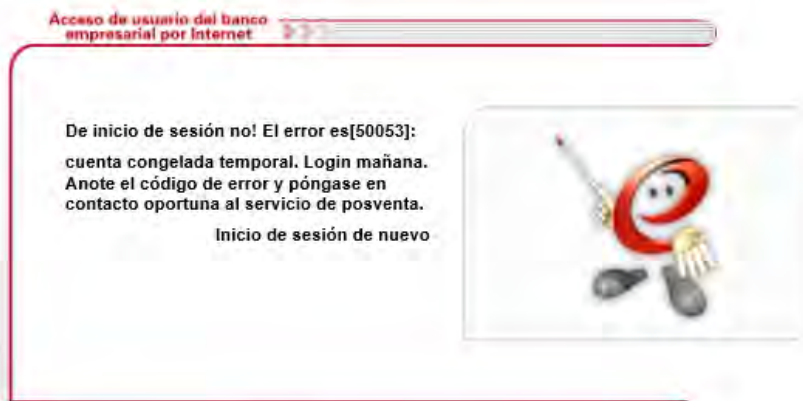 Acceso de usuario del banco
empresarial por Internet
De inicio de sesión no! El error es[50053]:
cuenta congelada temporal. Login mañana.
Anote el código de error y póngase en
contacto oportuna al servicio de posventa.
Inicio de sesión de nuevo